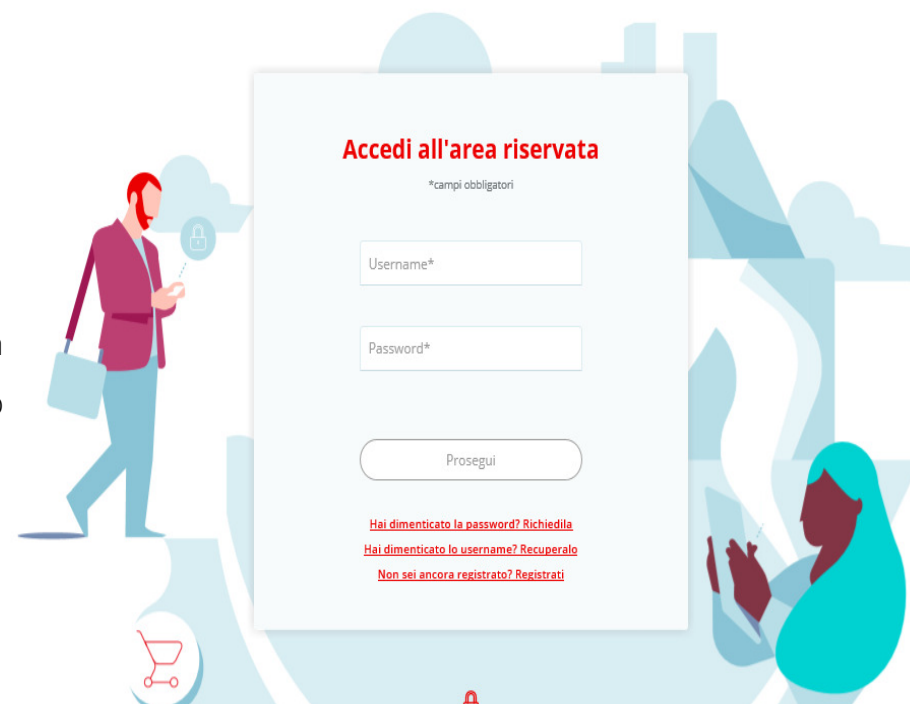 Accedi all'area riservata
*campi obbligatori
Username*
Password*
Prosegui
Hai dimenticato la password? Richiedila
Hai dimenticato lo username? Recuperalo
Non sei ancora registrato? Registrati